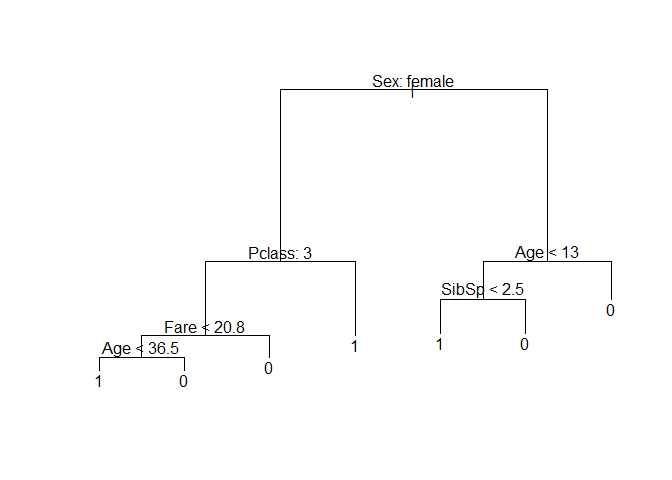 Sex: female
Pclass: 3
Age < 13
SibSp < 2.5
0
Fare < 20.8
1
0
1
Age < 36.5
0
1
0